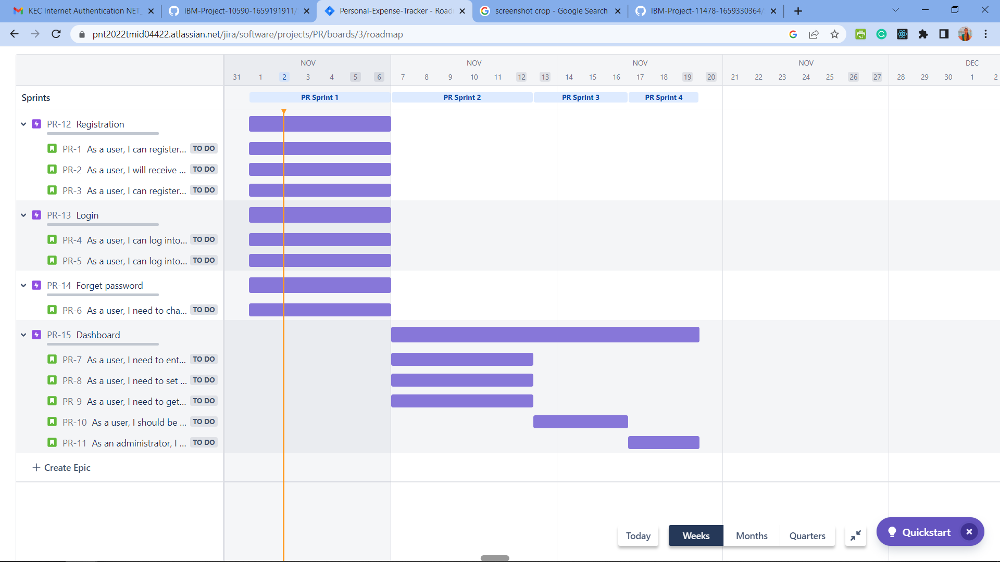 KEC Internet Authentication NET_
IBM-Project-10590-1659191911/
Personal-Expense-Tracker - Road
screenshot crop - Google Search
IBM-Project-11478-1659330364/
pnt2022tmid04422.atlassian.net/jira/software/projects/PR/boards/3/roadmap
NOV NOV NOV NOV DEC
31 1 2 3 4 5 6 7 8 9 10 11 12 13 14 15 16 17 18 19 20 21 22 23 24 25 26 27 28 29 30 1 2
Sprints PR Sprint 1 PR Sprint 2 PR Sprint 3 PR Sprint 4
PR-12 Registration
PR-1 As a user, I can register... TO DO
PR-2 As a user, I will receive ... TO DO
PR-3 As a user, I can register... TO DO
PR-13 Login
PR-4 As a user, I can log into... TO DO
PR-5 As a user, I can log into... TO DO
PR-14 Forget password
PR-6 As a user, I need to cha... TO DO
PR-15 Dashboard
PR-7 As a user, I need to ent... TO DO
PR-8 As a user, I need to set ... TO DO
PR-9 As a user, I need to get... TO DO
PR-10 As a user, I should be ... TO DO
PR-11 As an administrator, I ... TO DO
+ Create Epic
Today Weeks Months Quarters Quickstart